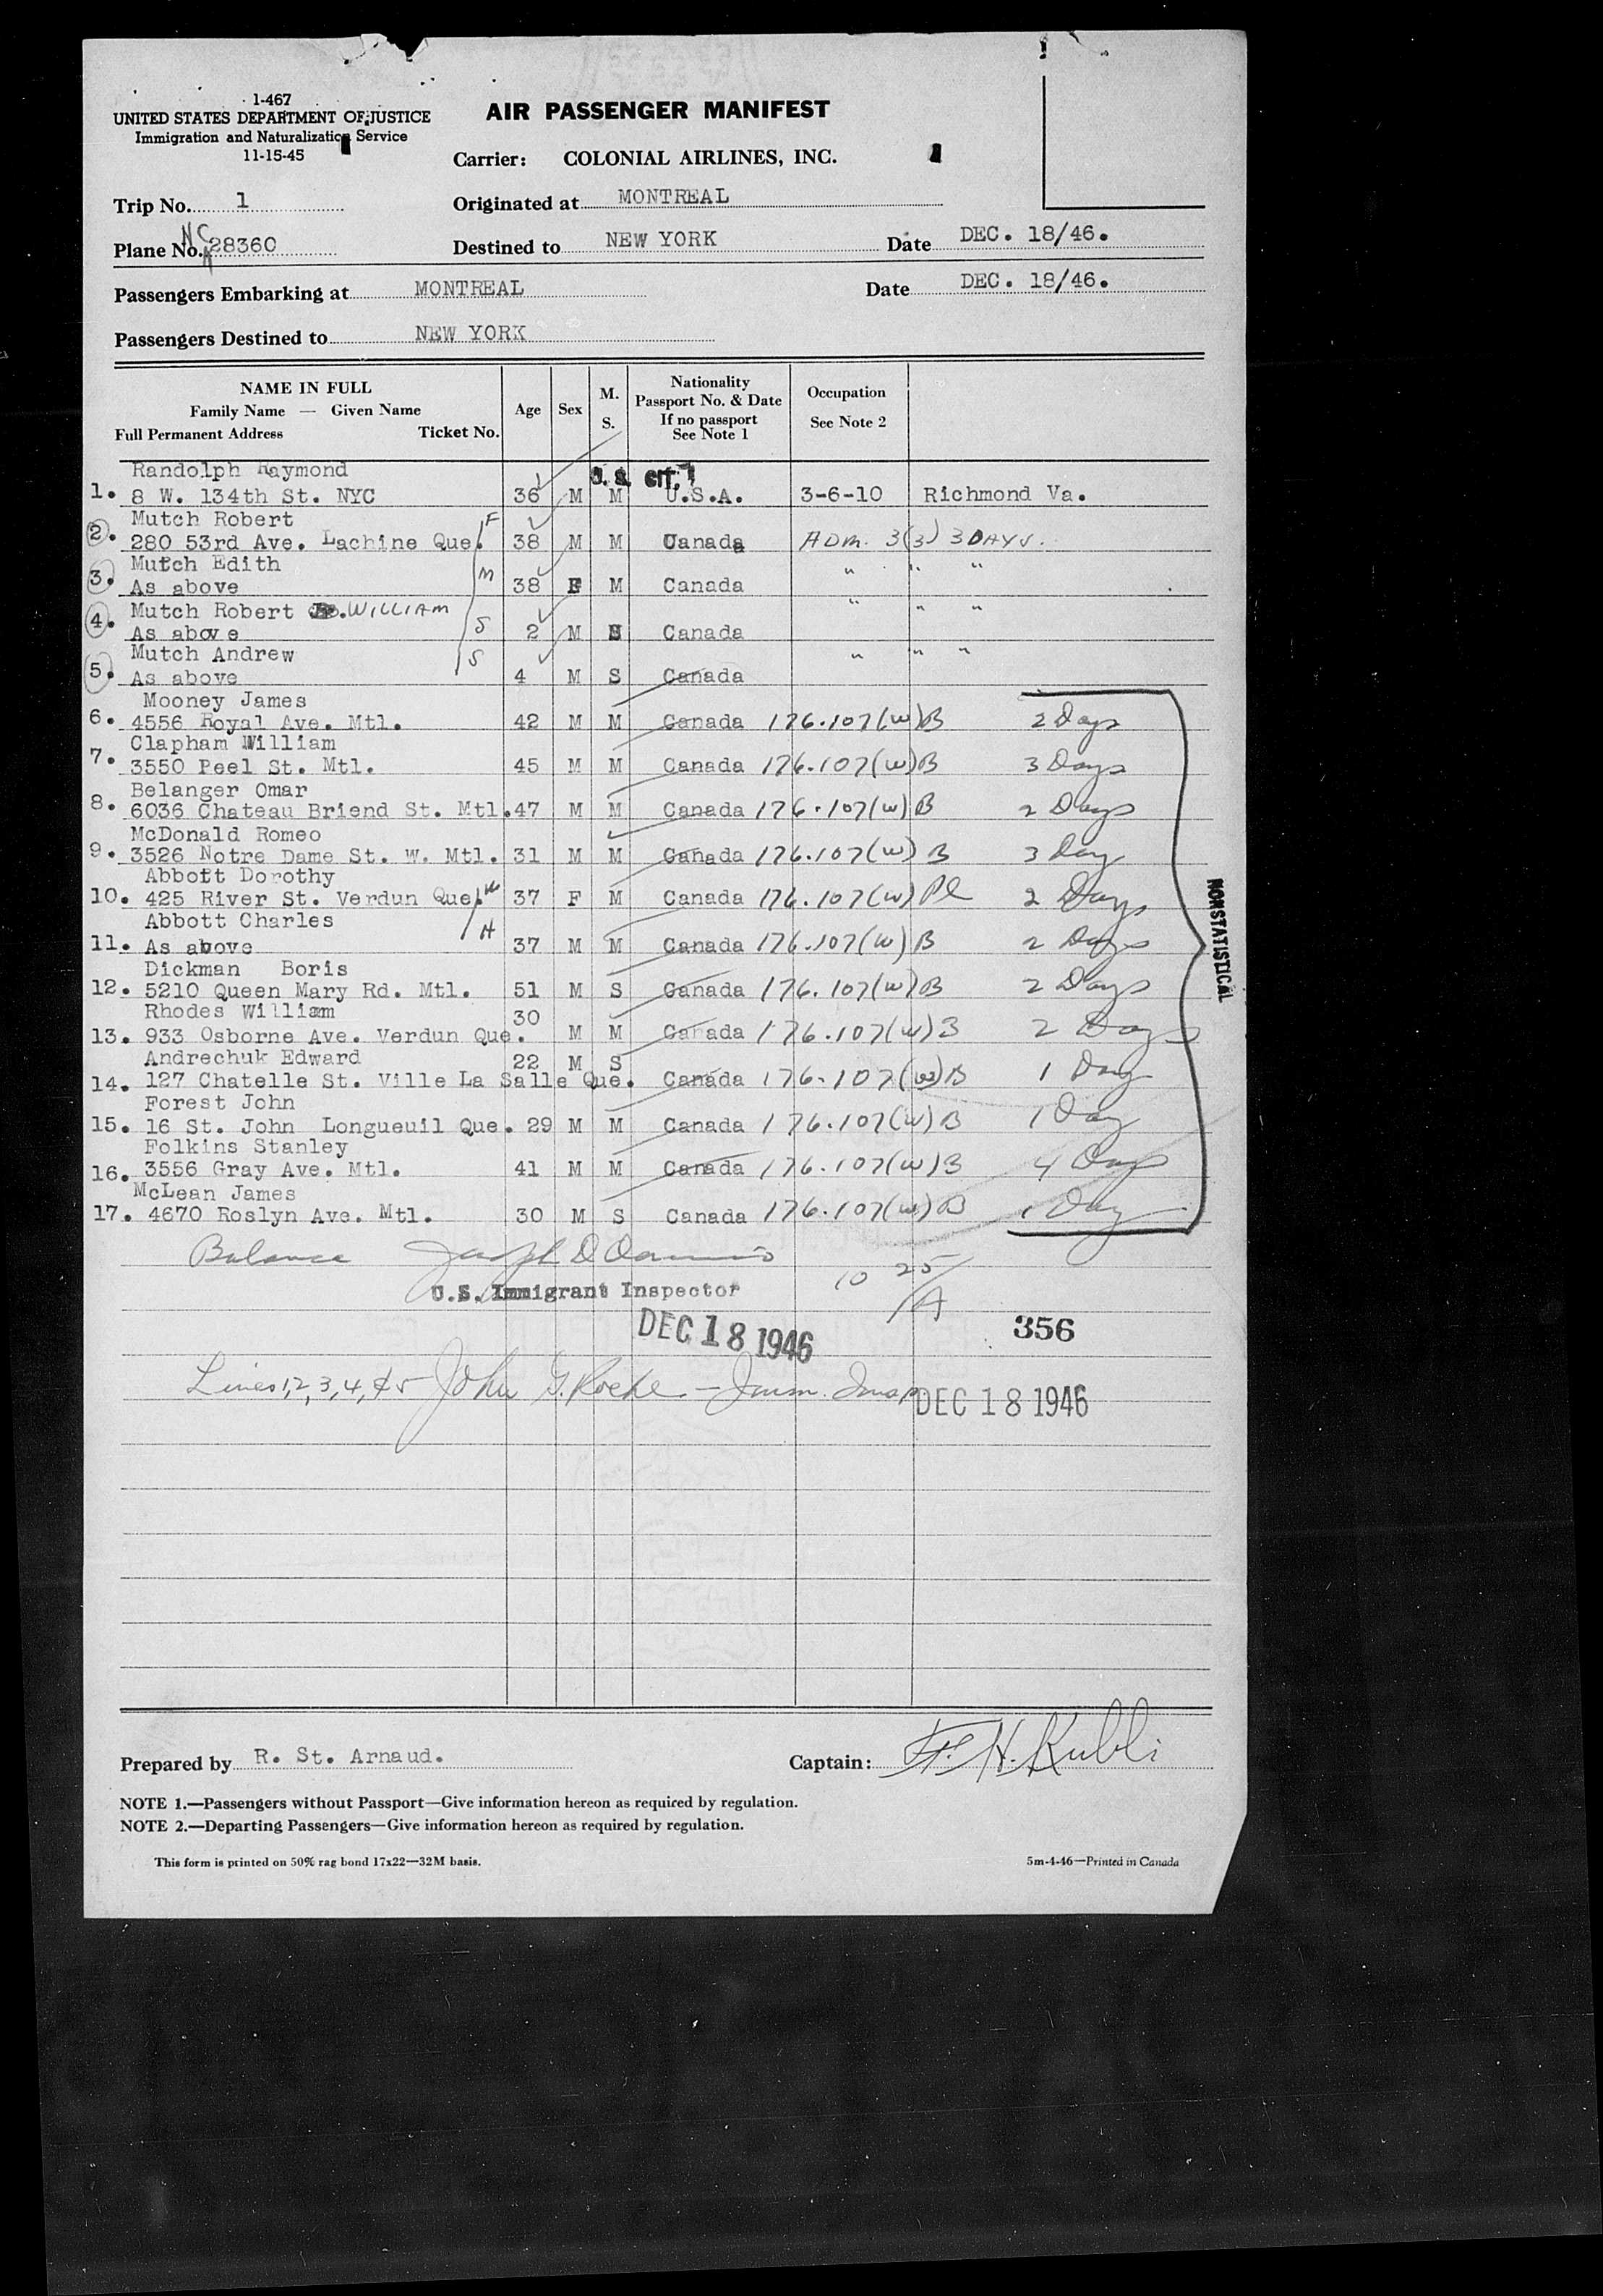 1-467
UNITED STATES DEPARTMENT OF JUSTICE
Immigration and Naturalization Service
11-15-45
AIR PASSENGER MANIFEST
Carrier: COLONIAL AIRLINES, INC.
Trip No. 1
Originated at MONTREAL
Plane No. NC 28360
Destined to NEW YORK Date DEC. 18/46.
Passengers Embarking at MONTREAL Date DEC. 18/46.
Passengers Destined to NEW YORK
NAME IN FULL
Family Name — Given Name
Full Permanent Address Ticket No.
Age Sex M. S.
Nationality
Passport No. & Date
If no passport
See Note 1
Occupation
See Note 2
Randolph Raymond U.S. CIT.
1. 8 W. 134th St. NYC 36 M M U.S.A. 3-6-10 Richmond Va.
Mutch Robert F
2. 280 53rd Ave. Lachine Que. 38 M M Canada ADM. 3(3) 3 DAYS.
Mutch Edith M " " "
3. As above 38 F M Canada
Mutch Robert WILLIAM S " " "
4. As above 2 M S Canada
Mutch Andrew S " " "
5. As above 4 M S Canada
Mooney James
6. 4556 Royal Ave. Mtl. 42 M M Canada 176.107(w)B 2 Days
Clapham William
7. 3550 Peel St. Mtl. 45 M M Canada 176.107(w)B 3 Days
Belanger Omar
8. 6036 Chateau Briend St. Mtl. 47 M M Canada 176.107(w)B 2 Days
McDonald Romeo
9. 3526 Notre Dame St. W. Mtl. 31 M M Canada 176.107(w)B 3 Day
Abbott Dorothy
10. 425 River St. Verdun Que. W 37 F M Canada 176.107(w)Pl 2 Days
Abbott Charles H
11. As above 37 M M Canada 176.107(w)B 2 Days
Dickman Boris
12. 5210 Queen Mary Rd. Mtl. 51 M S Canada 176.107(w)B 2 Days
Rhodes William
13. 933 Osborne Ave. Verdun Que. 30 M M Canada 176.107(w)B 2 Days
Andrechuk Edward 22 M S
14. 127 Chatelle St. Ville La Salle Que. Canada 176.107(w)B 1 Day
Forest John
15. 16 St. John Longueuil Que. 29 M M Canada 176.107(w)B 1 Day
Folkins Stanley
16. 3556 Gray Ave. Mtl. 41 M M Canada 176.107(w)B 4 Days
McLean James
17. 4670 Roslyn Ave. Mtl. 30 M S Canada 176.107(w)B 1 Day
NONSTATISTICAL
Balance Joseph D
U.S. Immigrant Inspector
10 25/A
DEC 18 1946
356
Lines 1, 2, 3, 4, & 5 John G. Roche - Imm. Insp.
DEC 18 1946
Prepared by R. St. Arnaud.
Captain: F. H. Kubli
NOTE 1.—Passengers without Passport—Give information hereon as required by regulation.
NOTE 2.—Departing Passengers—Give information hereon as required by regulation.
This form is printed on 50% rag bond 17x22—32M basis.
5m-4-46—Printed in Canada